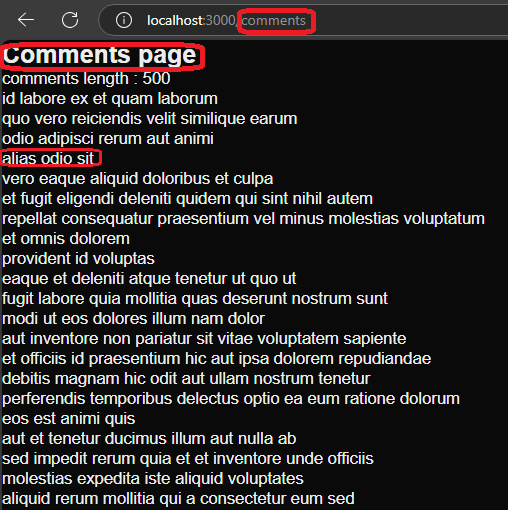 localhost:3000/comments
Comments page
comments length : 500
id labore ex et quam laborum
quo vero reiciendis velit similique earum
odio adipisci rerum aut animi
alias odio sit
vero eaque aliquid doloribus et culpa
et fugit eligendi deleniti quidem qui sint nihil autem
repellat consequatur praesentium vel minus molestias voluptatum
et omnis dolorem
provident id voluptas
eaque et deleniti atque tenetur ut quo ut
fugit labore quia mollitia quas deserunt nostrum sunt
modi ut eos dolores illum nam dolor
aut inventore non pariatur sit vitae voluptatem sapiente
et officiis id praesentium hic aut ipsa dolorem repudiandae
debitis magnam hic odit aut ullam nostrum tenetur
perferendis temporibus delectus optio ea eum ratione dolorum
eos est animi quis
aut et tenetur ducimus illum aut nulla ab
sed impedit rerum quia et et inventore unde officiis
molestias expedita iste aliquid voluptates
aliquid rerum mollitia qui a consectetur eum sed